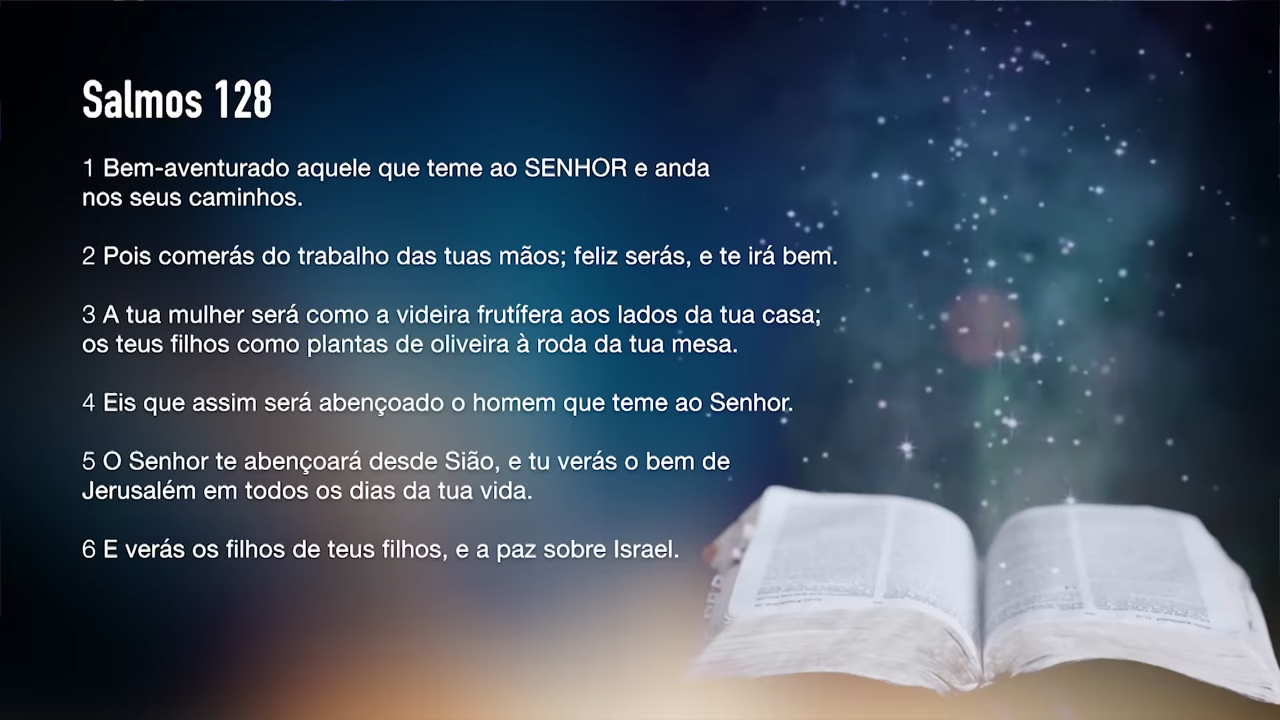 Salmos 128
1 Bem-aventurado aquele que teme ao SENHOR e anda
nos seus caminhos.
2 Pois comerás do trabalho das tuas mãos; feliz serás, e te irá bem.
3 A tua mulher será como a videira frutífera aos lados da tua casa;
os teus filhos como plantas de oliveira à roda da tua mesa.
4 Eis que assim será abençoado o homem que teme ao Senhor.
5 O Senhor te abençoará desde Sião, e tu verás o bem de
Jerusalém em todos os dias da tua vida.
6 E verás os filhos de teus filhos, e a paz sobre Israel.